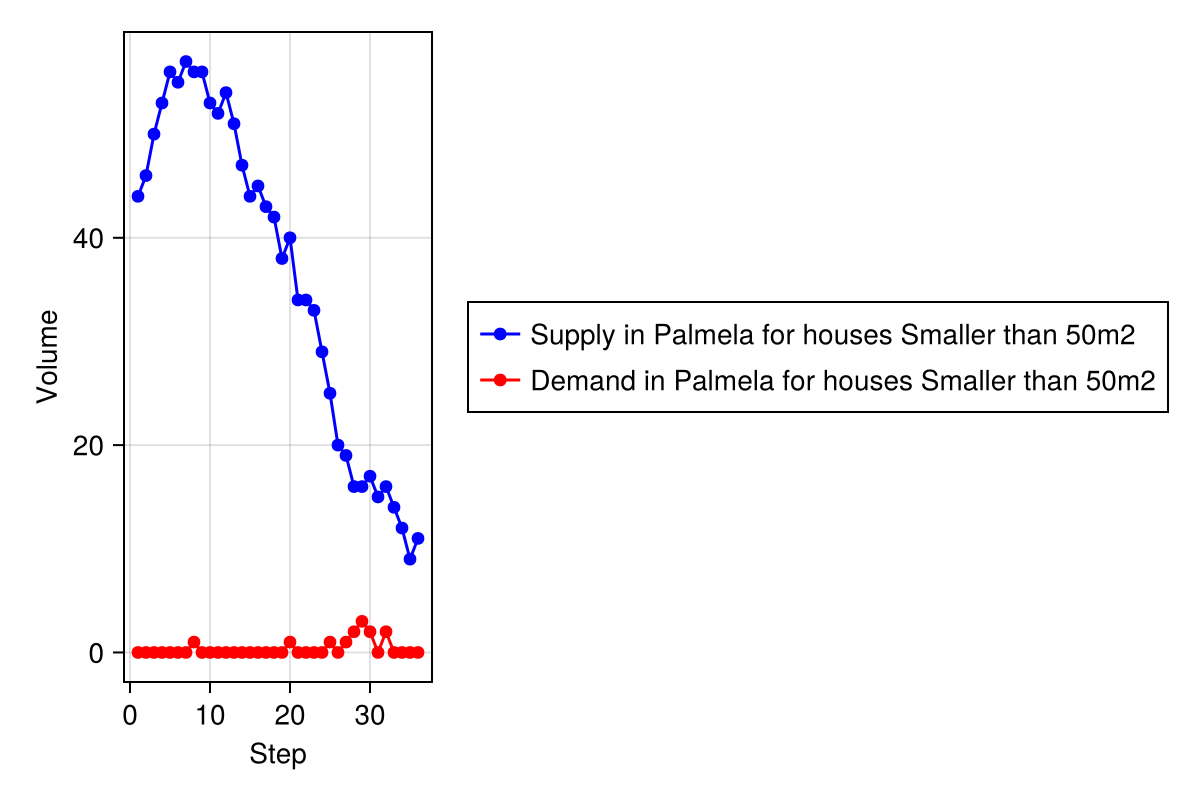 Volume
40
20
0
0 10 20 30
Step
Supply in Palmela for houses Smaller than 50m2
Demand in Palmela for houses Smaller than 50m2